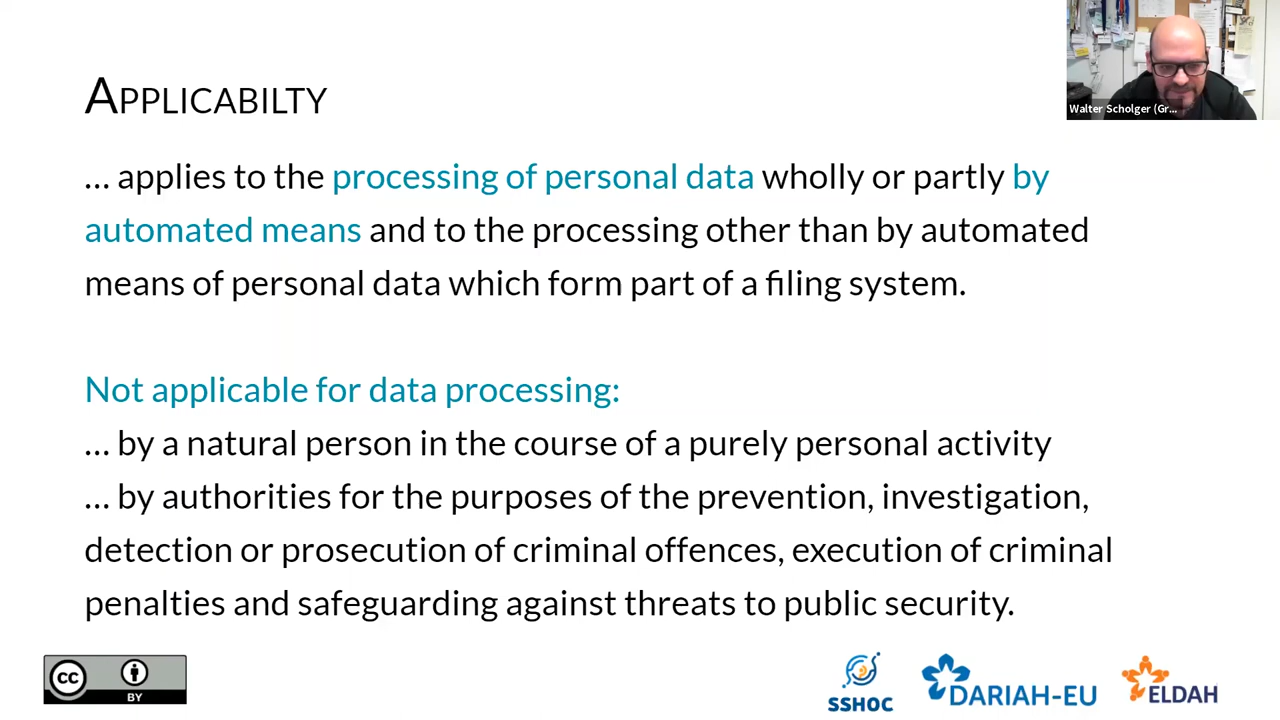 APPLICABILTY
... applies to the processing of personal data wholly or partly by
automated means and to the processing other than by automated
means of personal data which form part of a filing system.
Not applicable for data processing:
... by a natural person in the course of a purely personal activity
... by authorities for the purposes of the prevention, investigation,
detection or prosecution of criminal offences, execution of criminal
penalties and safeguarding against threats to public security.
Walter Scholger (Gr...
CC
BY
SSHOC
DARIAH-EU
ELDAH